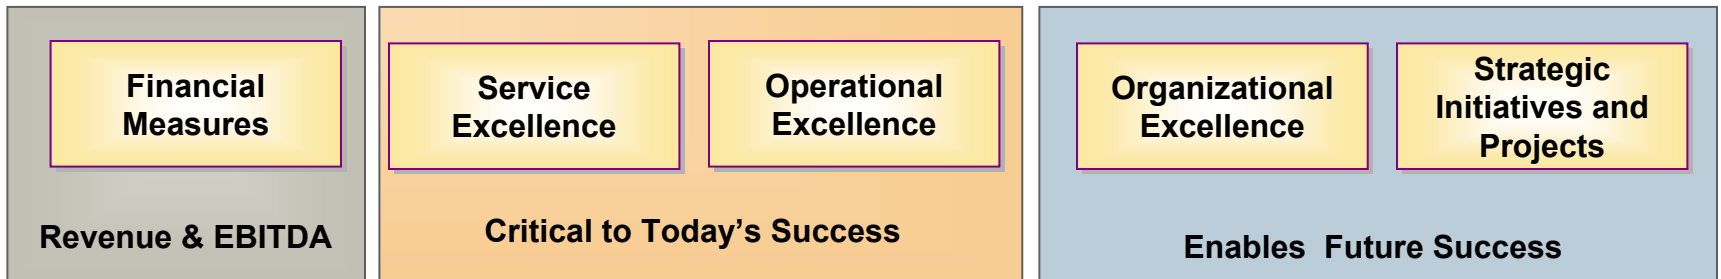 Financial
Measures
Revenue & EBITDA
Service
Excellence
Operational
Excellence
Critical to Today’s Success
Organizational
Excellence
Strategic
Initiatives and
Projects
Enables  Future Success